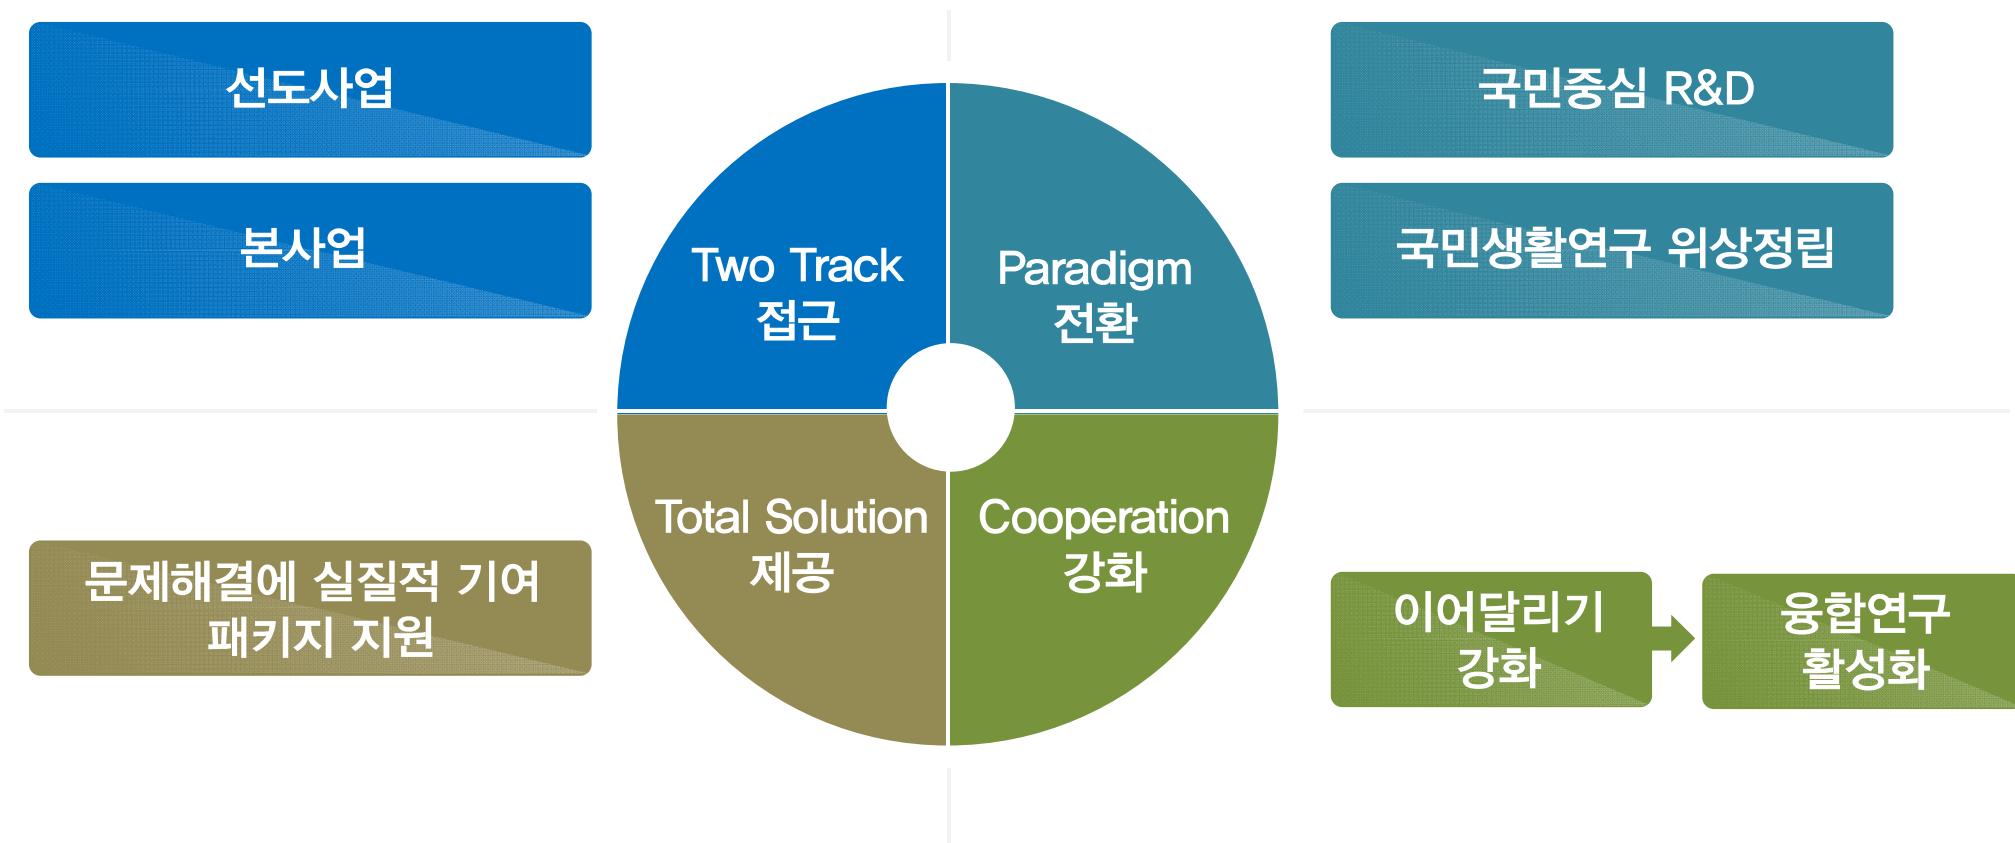 선도사업
본사업
Two Track
접근
Paradigm
전환
국민중심 R&D
국민생활연구 위상정립
Total Solution
제공
Cooperation
강화
문제해결에 실질적 기여
패키지 지원
이어달리기
강화
융합연구
활성화